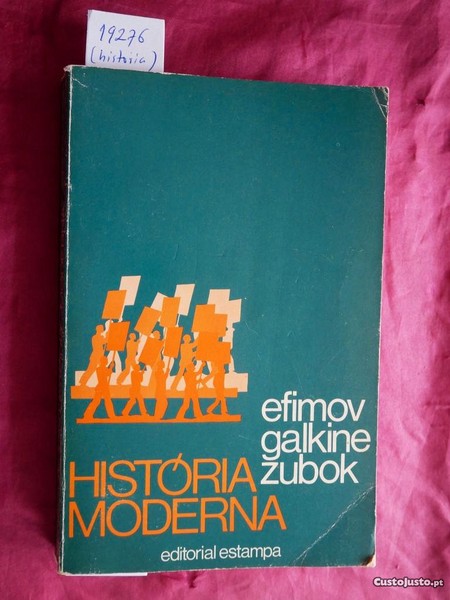 19276
(história)
efimov
galkine
zubok
HISTÓRIA
MODERNA
editorial estampa
CustoJusto.pt